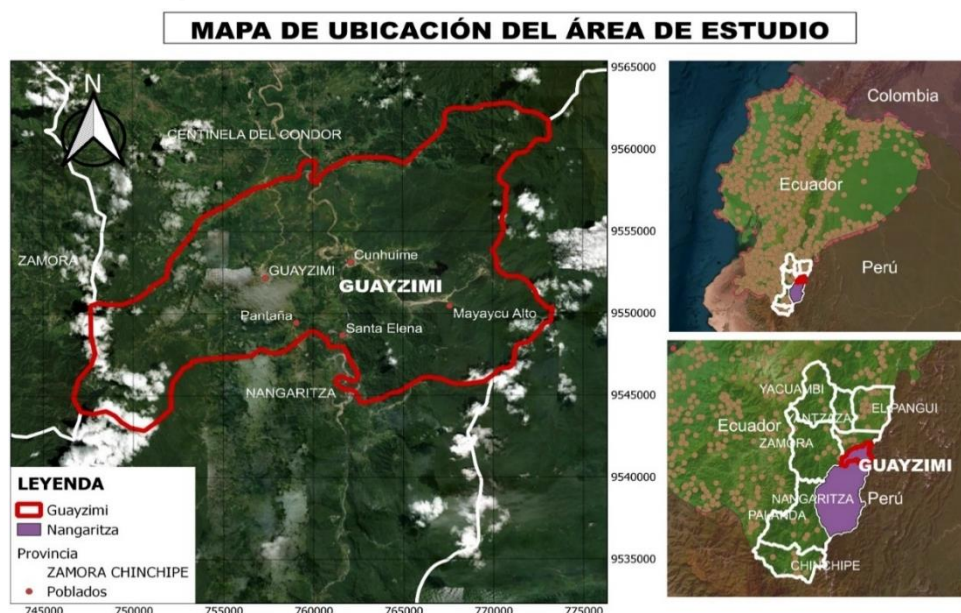 MAPA DE UBICACIÓN DEL ÁREA DE ESTUDIO
N
CENTINELA DEL CONDOR
ZAMORA
Cunhuime
GUAYZIMI
GUAYZIMI
Mayaycu Alto
Pantaña
Santa Elena
NANGARITZA
LEYENDA
Guayzimi
Nangaritza
Provincia
ZAMORA CHINCHIPE
Poblados
745000 750000 755000 760000 765000 770000 775000
9565000
9560000
9555000
9550000
9545000
9540000
9535000
Colombia
Ecuador
Perú
YACUAMBI
EL PANGUI
Ecuador
ZAMORA
GUAYZIMI
NANGARITZA
Perú
PALANDA
CHINCHIPE